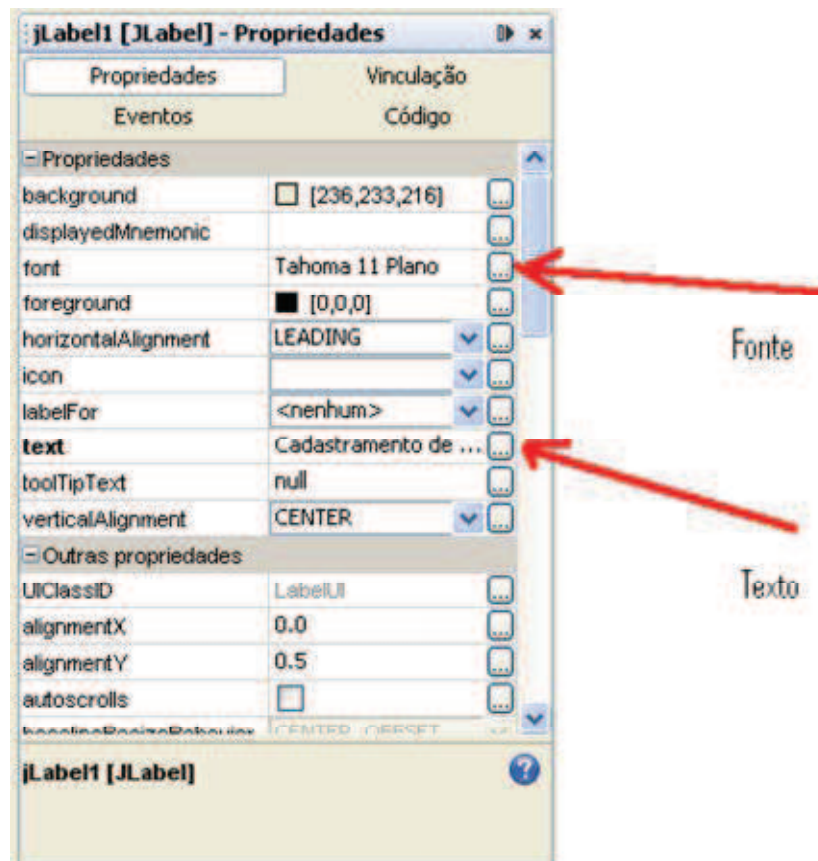 jLabel1 [JLabel] - Propriedades
Propriedades Vinculação
Eventos Código
Propriedades
background [236,233,216] ...
displayedMnemonic ...
font Tahoma 11 Plano ...
foreground [0,0,0] ...
Fonte
horizontalAlignment LEADING ...
icon ...
labelFor <nenhum> ...
text Cadastramento de ... ...
toolTipText null ...
verticalAlignment CENTER ...
Outras propriedades
UIClassID LabelUI ...
Texto
alignmentX 0.0 ...
alignmentY 0.5 ...
autoscrolls ...
baselineResizeBehavior CENTER_OFFSET
jLabel1 [JLabel] ?